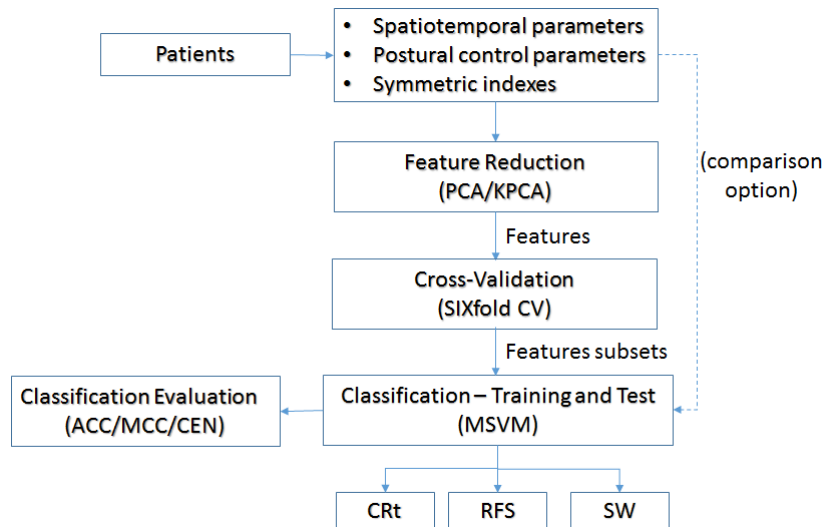 Patients
• Spatiotemporal parameters
• Postural control parameters
• Symmetric indexes
Feature Reduction
(PCA/KPCA)
(comparison
option)
Features
Cross-Validation
(SIXfold CV)
Features subsets
Classification Evaluation
(ACC/MCC/CEN)
Classification – Training and Test
(MSVM)
CRt
RFS
SW